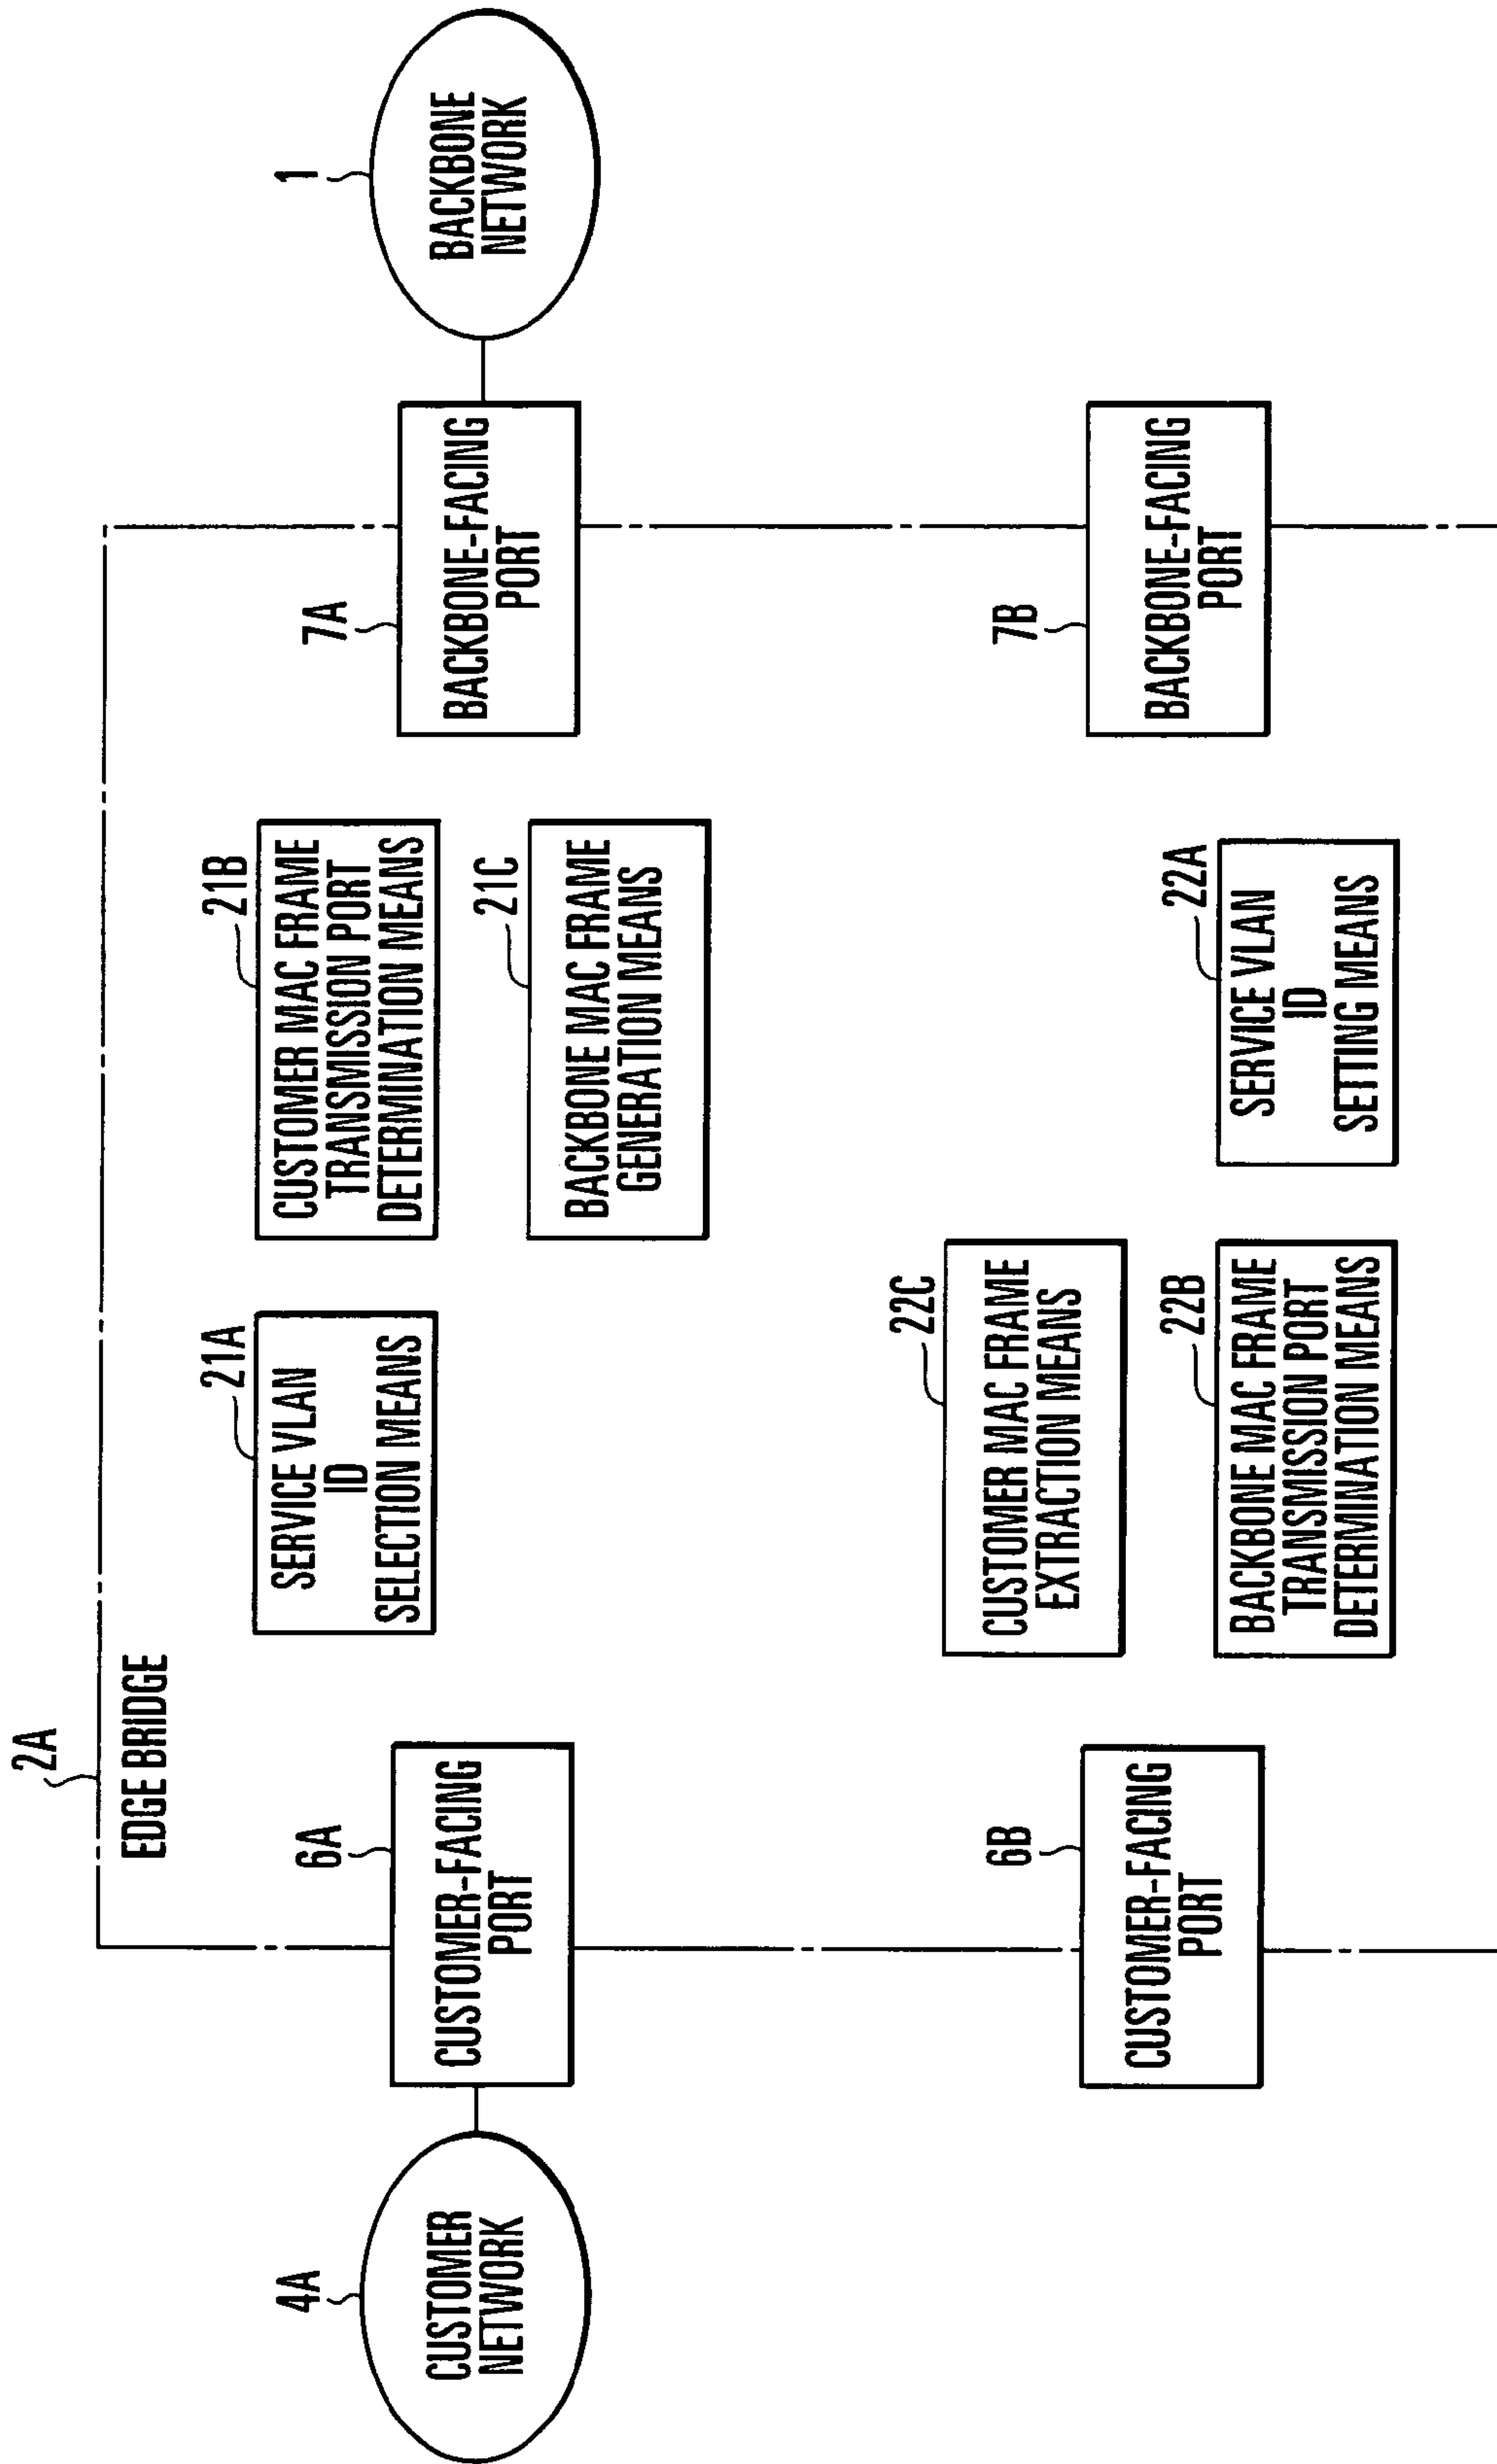 2A
EDGE BRIDGE
4A
CUSTOMER
NETWORK
6A
CUSTOMER-FACING
PORT
21A
SERVICE VLAN
ID
SELECTION MEANS
21B
CUSTOMER MAC FRAME
TRANSMISSION PORT
DETERMINATION MEANS
21C
BACKBONE MAC FRAME
GENERATION MEANS
7A
BACKBONE-FACING
PORT
1
BACKBONE
NETWORK
6B
CUSTOMER-FACING
PORT
22C
CUSTOMER MAC FRAME
EXTRACTION MEANS
22B
BACKBONE MAC FRAME
TRANSMISSION PORT
DETERMINATION MEANS
22A
SERVICE VLAN
ID
SETTING MEANS
7B
BACKBONE-FACING
PORT